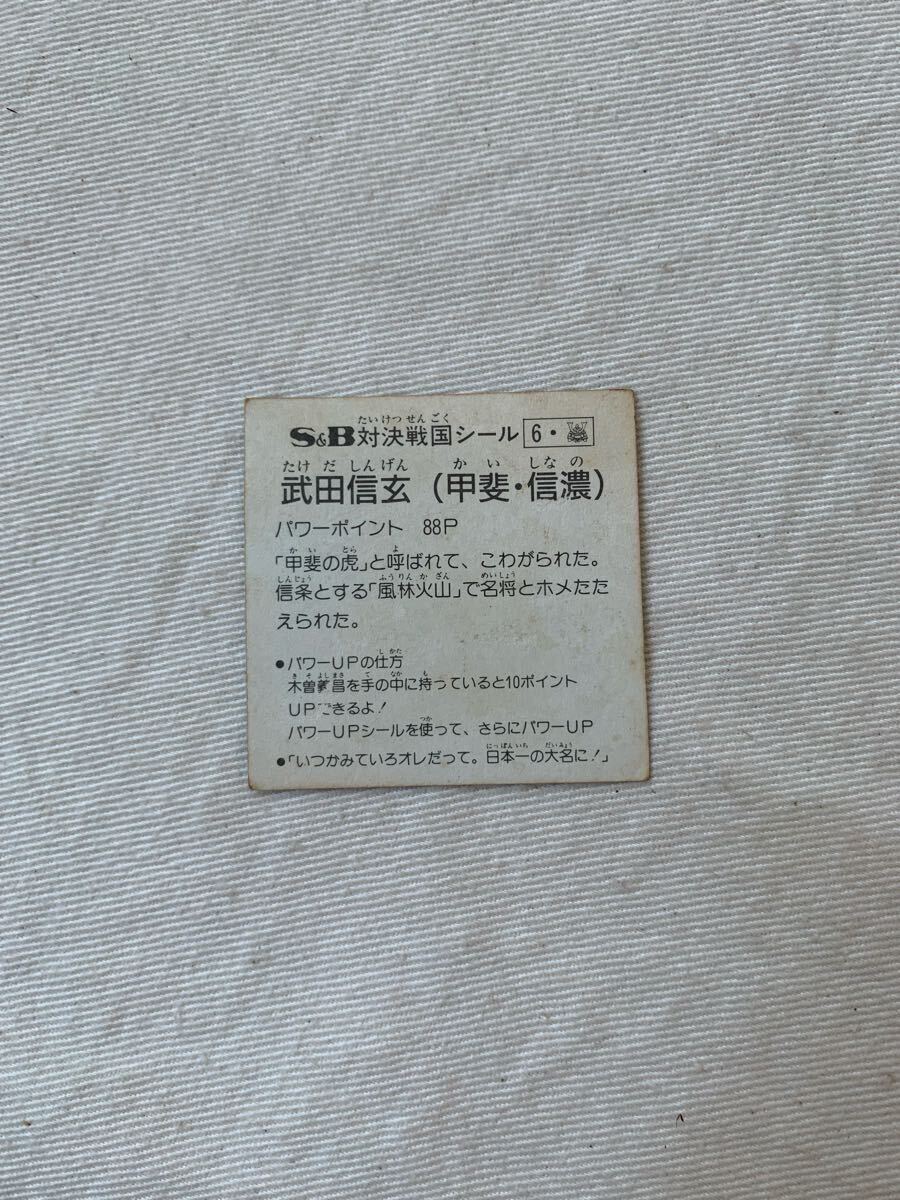 S&B対決戦国シール 6・
武田信玄（甲斐・信濃）
パワーポイント 88P
「甲斐の虎」と呼ばれて、こわがられた。
信条とする「風林火山」で名将とホメたた
えられた。
●パワーUPの仕方
木曽義昌を手の中に持っていると10ポイント
UPできるよ！
パワーUPシールを使って、さらにパワーUP
●「いつかみていろオレだって。日本一の大名に！」